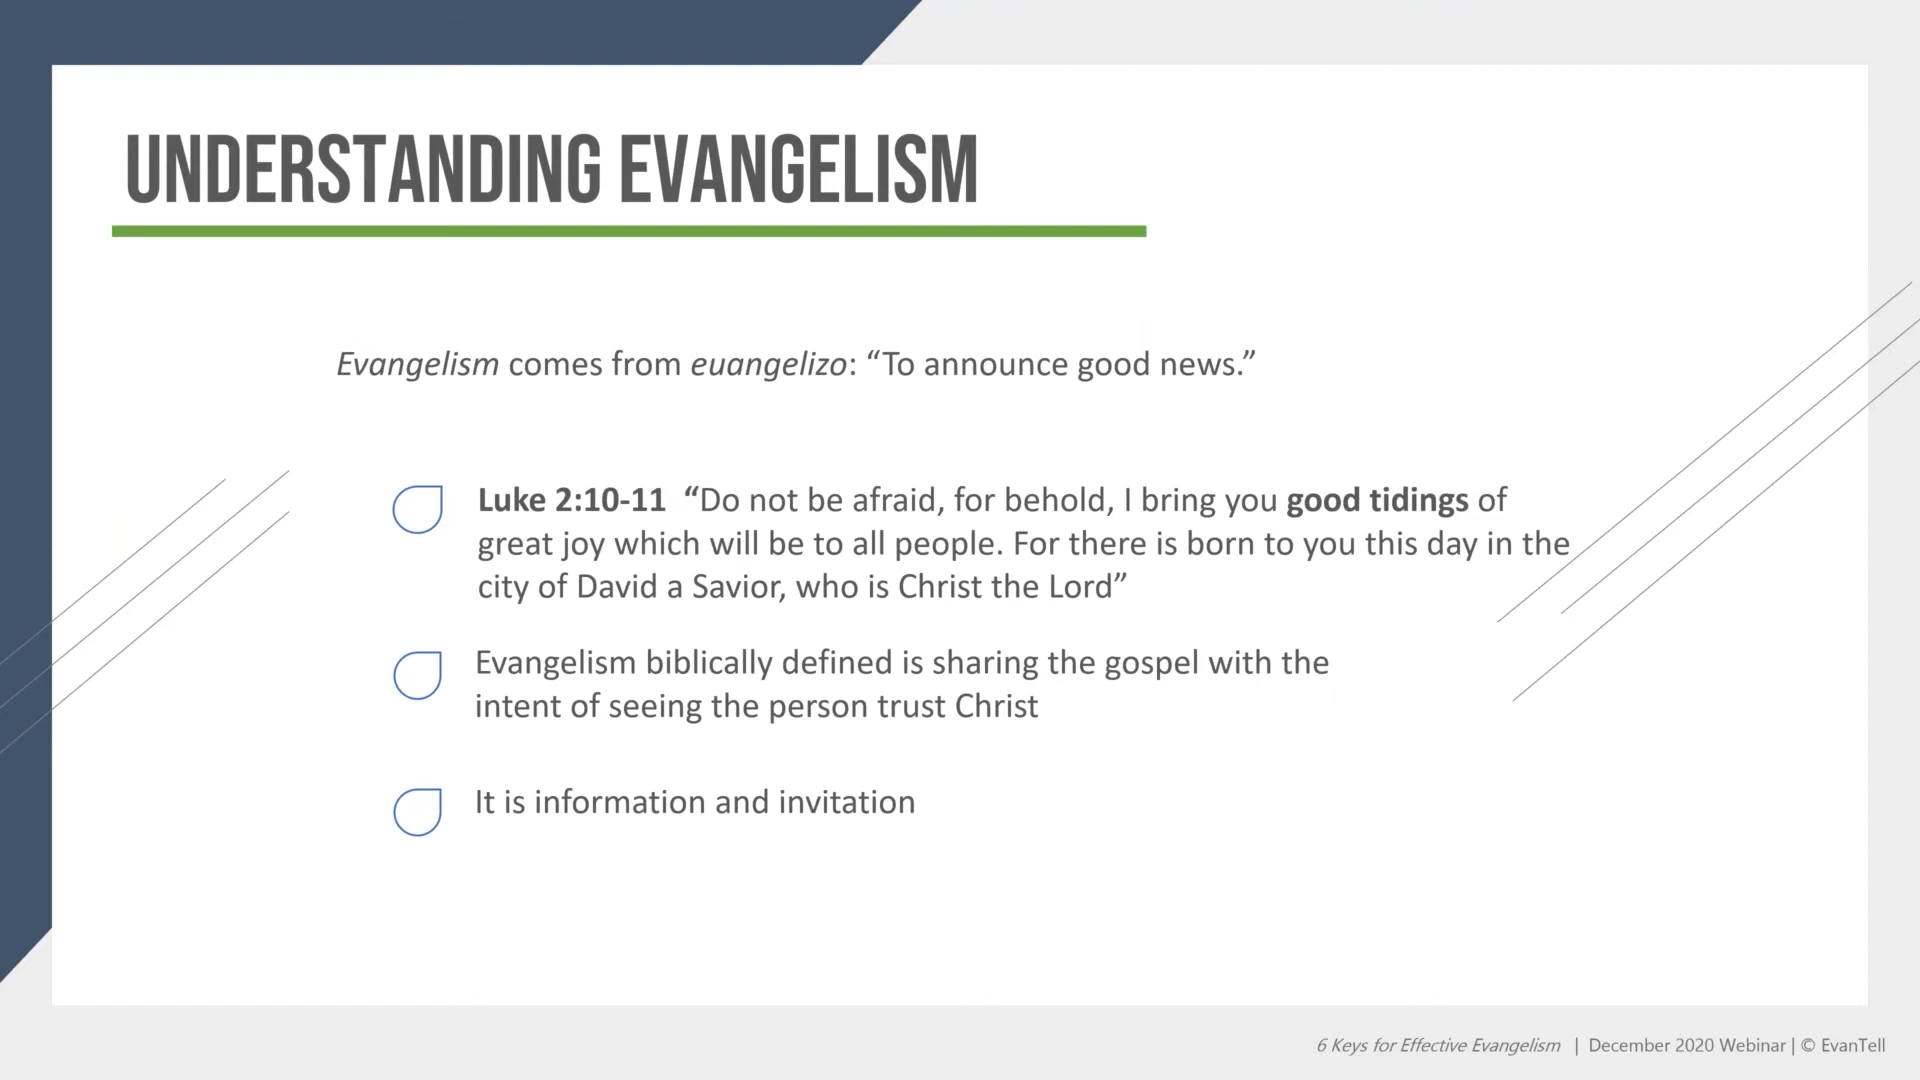 UNDERSTANDING EVANGELISM
Evangelism comes from euangelizo: “To announce good news.”
Luke 2:10-11 “Do not be afraid, for behold, I bring you good tidings of
great joy which will be to all people. For there is born to you this day in the
city of David a Savior, who is Christ the Lord”
Evangelism biblically defined is sharing the gospel with the
intent of seeing the person trust Christ
It is information and invitation
6 Keys for Effective Evangelism | December 2020 Webinar | © EvanTell